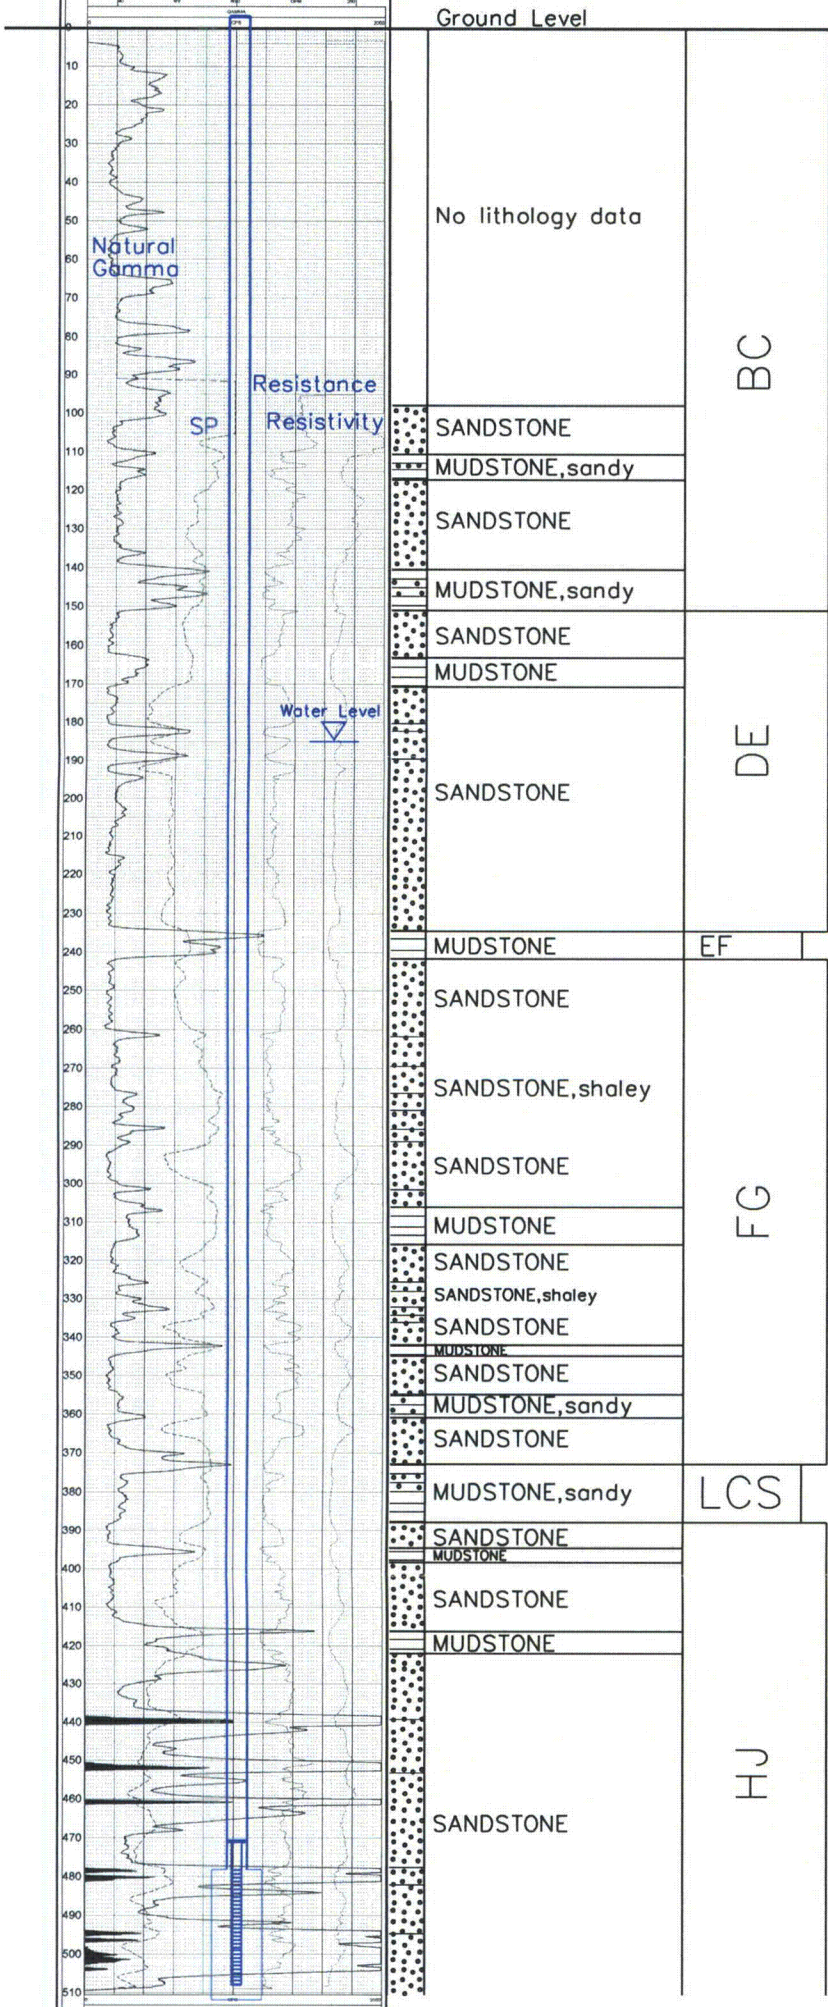 Ground Level
0
10
20
30
40
50
60
70
80
90
100
110
120
130
140
150
160
170
180
190
200
210
220
230
240
250
260
270
280
290
300
310
320
330
340
350
360
370
380
390
400
410
420
430
440
450
460
470
480
490
500
510
Natural
Gamma
Resistance
SP
Resistivity
Water Level
No lithology data
SANDSTONE
MUDSTONE,sandy
SANDSTONE
MUDSTONE,sandy
SANDSTONE
MUDSTONE
SANDSTONE
MUDSTONE
SANDSTONE
SANDSTONE,shaley
SANDSTONE
MUDSTONE
SANDSTONE
SANDSTONE,shaley
SANDSTONE
MUDSTONE
SANDSTONE
MUDSTONE,sandy
SANDSTONE
MUDSTONE,sandy
SANDSTONE
MUDSTONE
SANDSTONE
MUDSTONE
SANDSTONE
BC
DE
EF
FG
LCS
HJ